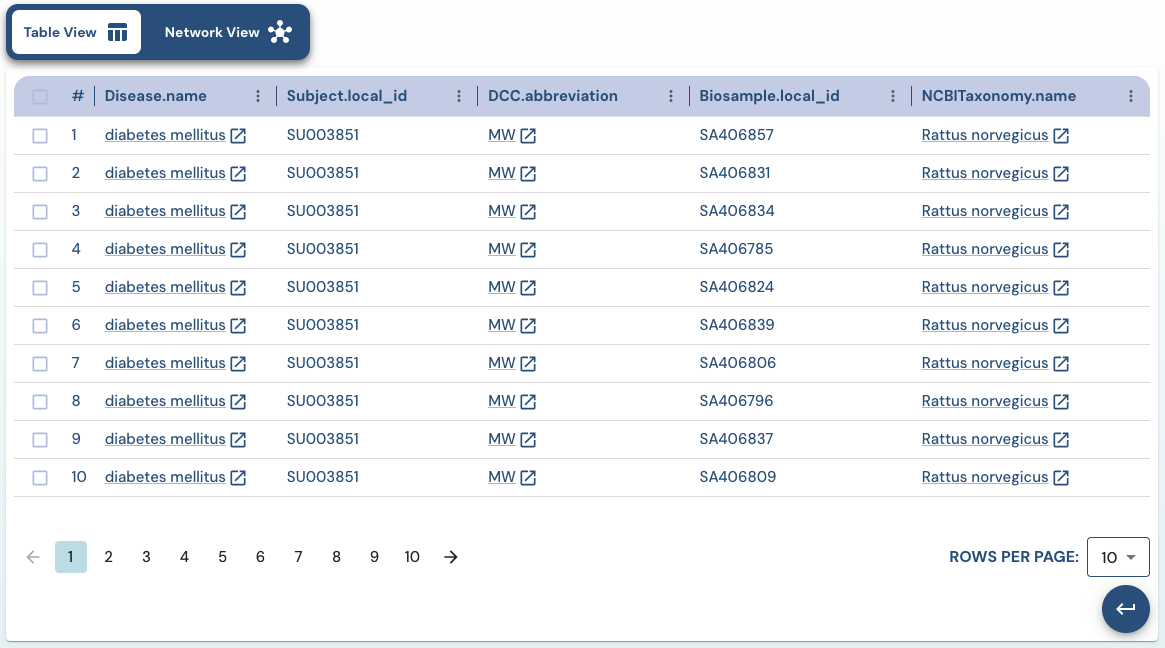 Table View Network View
# Disease.name Subject.local_id DCC.abbreviation Biosample.local_id NCBITaxonomy.name
1 diabetes mellitus SU003851 MW SA406857 Rattus norvegicus
2 diabetes mellitus SU003851 MW SA406831 Rattus norvegicus
3 diabetes mellitus SU003851 MW SA406834 Rattus norvegicus
4 diabetes mellitus SU003851 MW SA406785 Rattus norvegicus
5 diabetes mellitus SU003851 MW SA406824 Rattus norvegicus
6 diabetes mellitus SU003851 MW SA406839 Rattus norvegicus
7 diabetes mellitus SU003851 MW SA406806 Rattus norvegicus
8 diabetes mellitus SU003851 MW SA406796 Rattus norvegicus
9 diabetes mellitus SU003851 MW SA406837 Rattus norvegicus
10 diabetes mellitus SU003851 MW SA406809 Rattus norvegicus
1 2 3 4 5 6 7 8 9 10 ROWS PER PAGE: 10